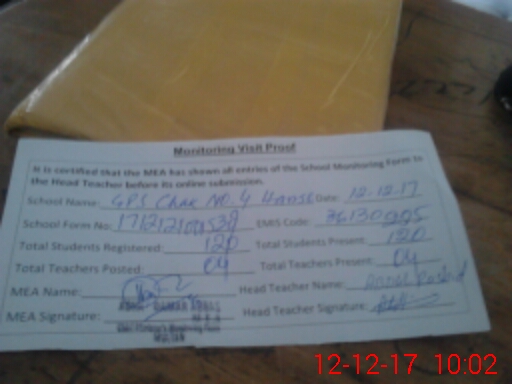 Monitoring Visit Proof
It is certified that the MEA has shown all entries of the School Monitoring Form to
the Head Teacher before its online submission.
School Name: GPS Chak NO. 4 Date: 12.12.17
School Form No: EMIS Code:
Total Students Registered: 120 Total Students Present: 120
Total Teachers Posted: 04 Total Teachers Present: 04
MEA Name: Head Teacher Name:
MEA Signature: Head Teacher Signature:
12-12-17 10:02